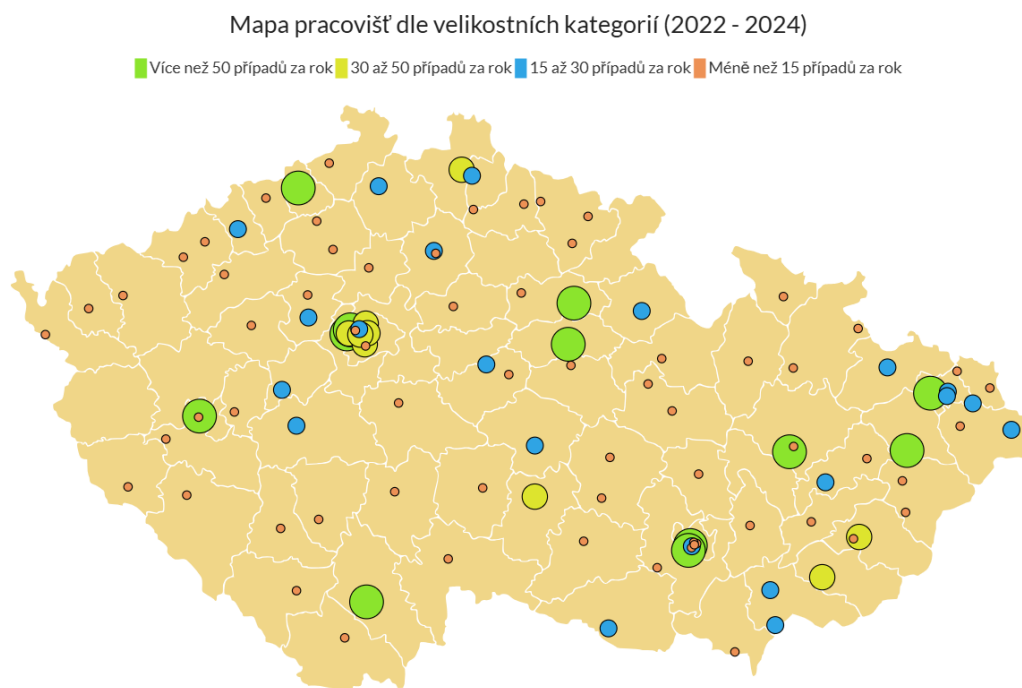 Mapa pracovišť dle velikostních kategorií (2022 - 2024)
Více než 50 případů za rok 30 až 50 případů za rok 15 až 30 případů za rok Méně než 15 případů za rok